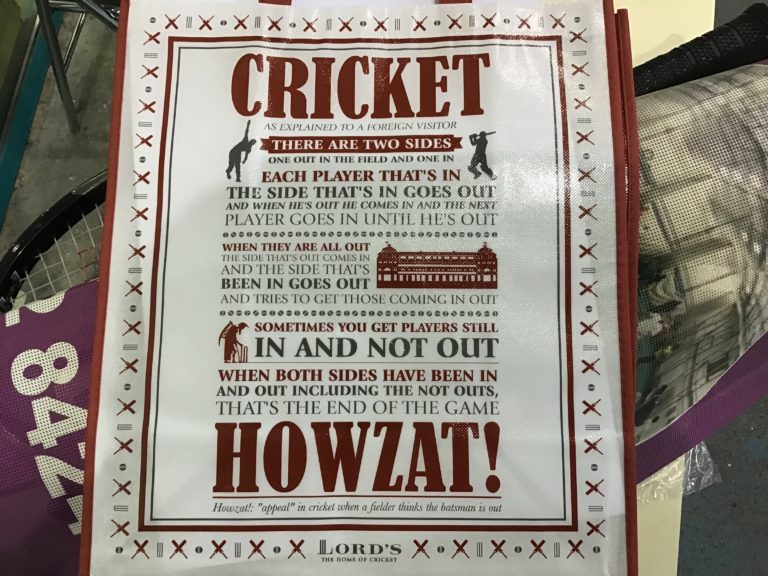 CRICKET
AS EXPLAINED TO A FOREIGN VISITOR
THERE ARE TWO SIDES
ONE OUT IN THE FIELD AND ONE IN
EACH PLAYER THAT'S IN
THE SIDE THAT'S IN GOES OUT
AND WHEN HE'S OUT HE COMES IN AND THE NEXT
PLAYER GOES IN UNTIL HE'S OUT
WHEN THEY ARE ALL OUT
THE SIDE THAT'S OUT COMES IN
AND THE SIDE THAT'S
BEEN IN GOES OUT
AND TRIES TO GET THOSE COMING IN OUT
SOMETIMES YOU GET PLAYERS STILL
IN AND NOT OUT
WHEN BOTH SIDES HAVE BEEN IN
AND OUT INCLUDING THE NOT OUTS,
THAT'S THE END OF THE GAME
HOWZAT!
Howzat!: "appeal" in cricket when a fielder thinks the batsman is out
LORD'S
THE HOME OF CRICKET
842